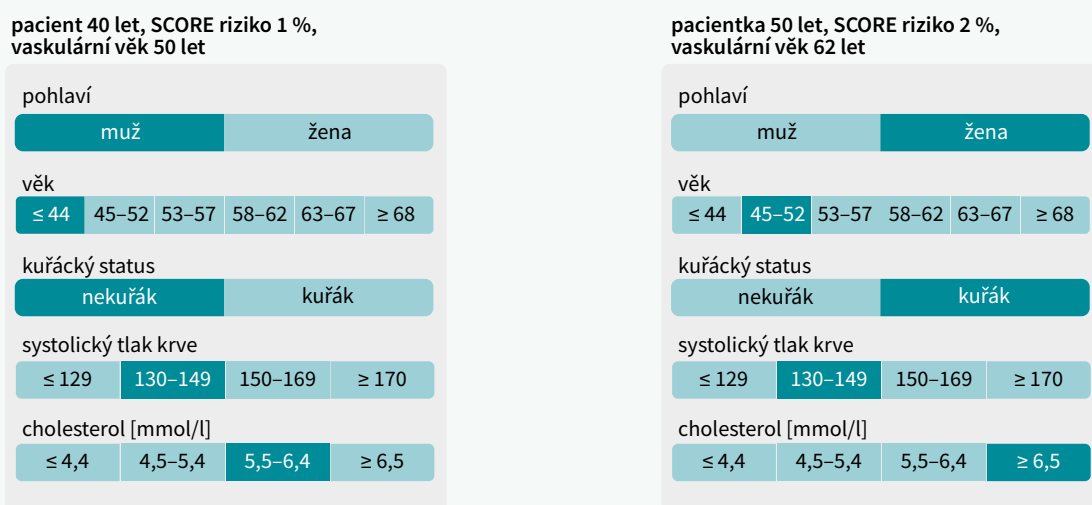 pacient 40 let, SCORE riziko 1 %,
vaskulární věk 50 let
pohlaví
muž žena
věk
≤ 44 45–52 53–57 58–62 63–67 ≥ 68
kuřácký status
nekuřák kuřák
systolický tlak krve
≤ 129 130–149 150–169 ≥ 170
cholesterol [mmol/l]
≤ 4,4 4,5–5,4 5,5–6,4 ≥ 6,5
pacientka 50 let, SCORE riziko 2 %,
vaskulární věk 62 let
pohlaví
muž žena
věk
≤ 44 45–52 53–57 58–62 63–67 ≥ 68
kuřácký status
nekuřák kuřák
systolický tlak krve
≤ 129 130–149 150–169 ≥ 170
cholesterol [mmol/l]
≤ 4,4 4,5–5,4 5,5–6,4 ≥ 6,5